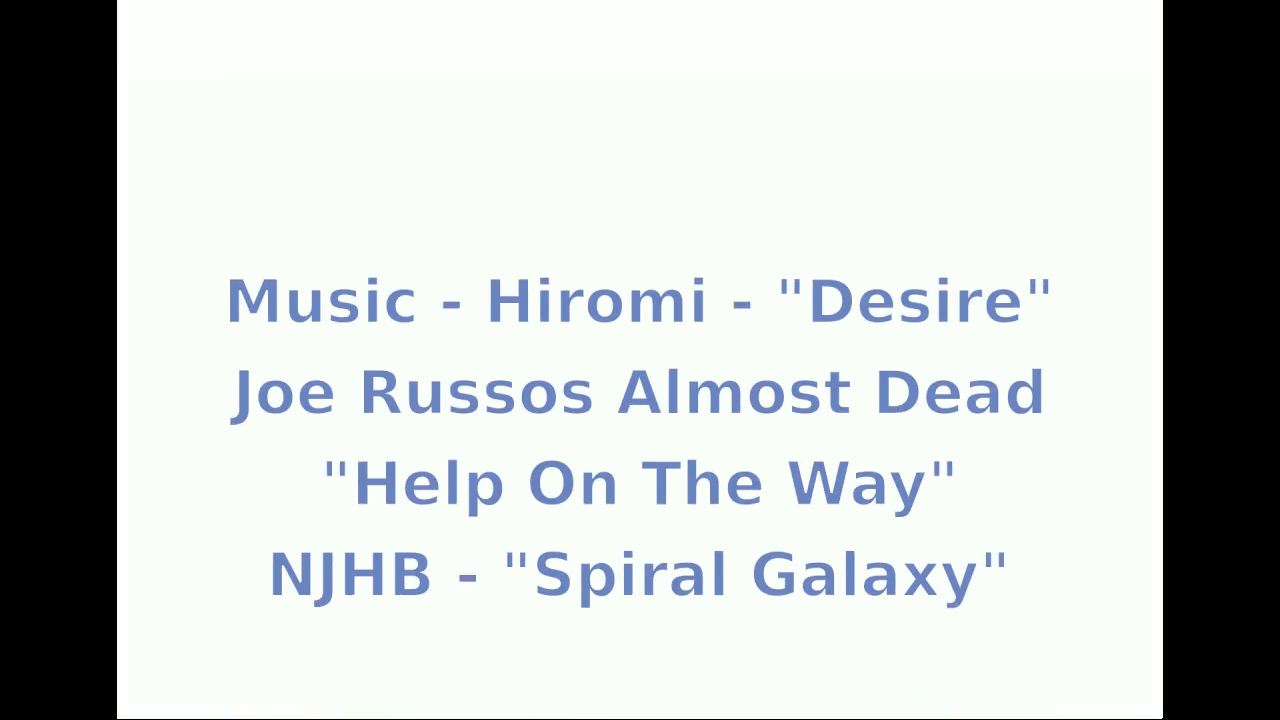 Music - Hiromi - "Desire"
Joe Russos Almost Dead
"Help On The Way"
NJHB - "Spiral Galaxy"